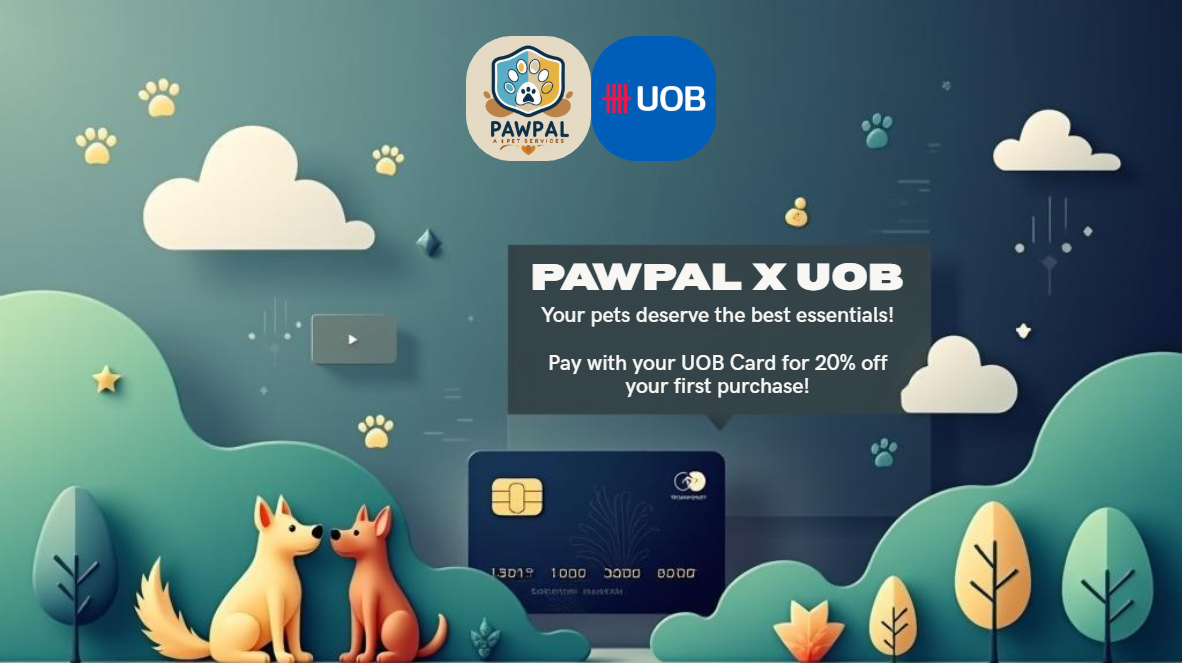 PAWPAL
UOB
PAWPAL X UOB
Your pets deserve the best essentials!
Pay with your UOB Card for 20% off
your first purchase!